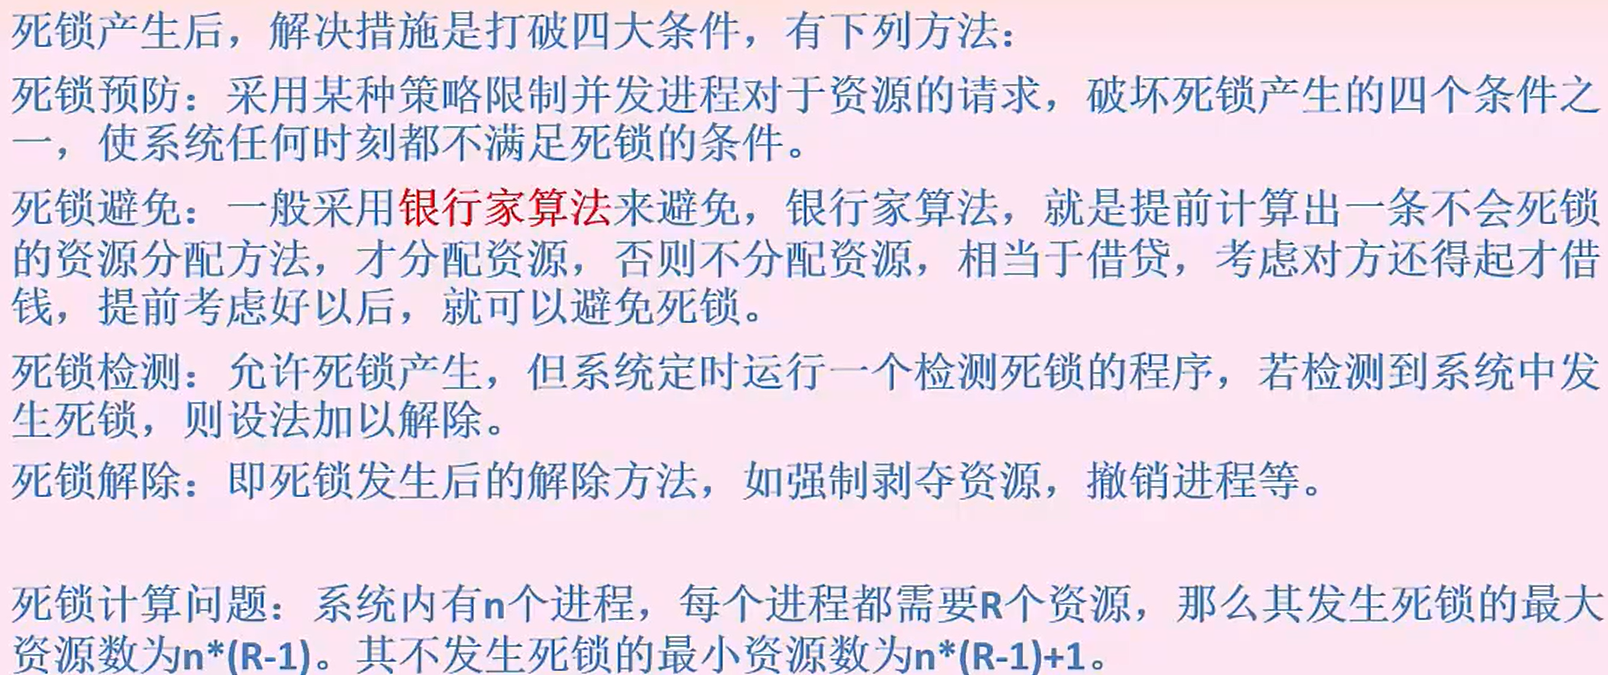 死锁产生后，解决措施是打破四大条件，有下列方法：
死锁预防：采用某种策略限制并发进程对于资源的请求，破坏死锁产生的四个条件之
一，使系统任何时刻都不满足死锁的条件。
死锁避免：一般采用银行家算法来避免，银行家算法，就是提前计算出一条不会死锁
的资源分配方法，才分配资源，否则不分配资源，相当于借贷，考虑对方还得起才借
钱，提前考虑好以后，就可以避免死锁。
死锁检测：允许死锁产生，但系统定时运行一个检测死锁的程序，若检测到系统中发
生死锁，则设法加以解除。
死锁解除：即死锁发生后的解除方法，如强制剥夺资源，撤销进程等。
死锁计算问题：系统内有n个进程，每个进程都需要R个资源，那么其发生死锁的最大
资源数为n*(R-1)。其不发生死锁的最小资源数为n*(R-1)+1。